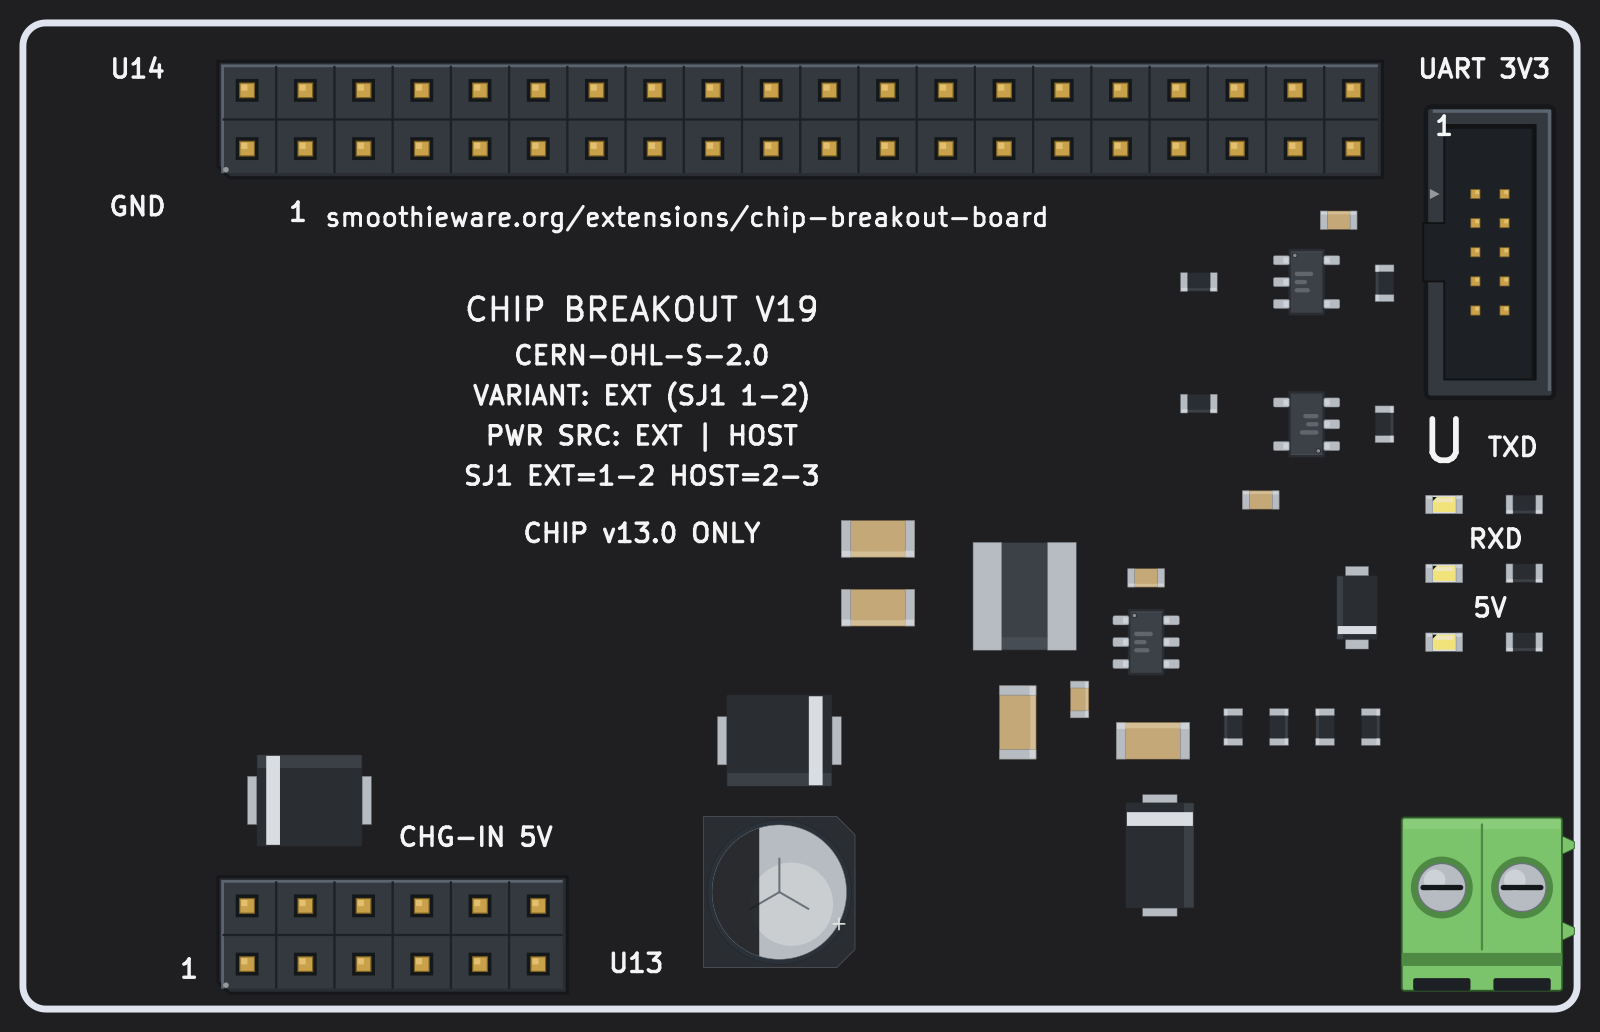 U14
UART 3V3
1
GND
1 smoothieware.org/extensions/chip-breakout-board
CHIP BREAKOUT V19
CERN-OHL-S-2.0
VARIANT: EXT (SJ1 1-2)
PWR SRC: EXT | HOST
SJ1 EXT=1-2 HOST=2-3
CHIP v13.0 ONLY
U
TXD
RXD
5V
CHG-IN 5V
1
U13